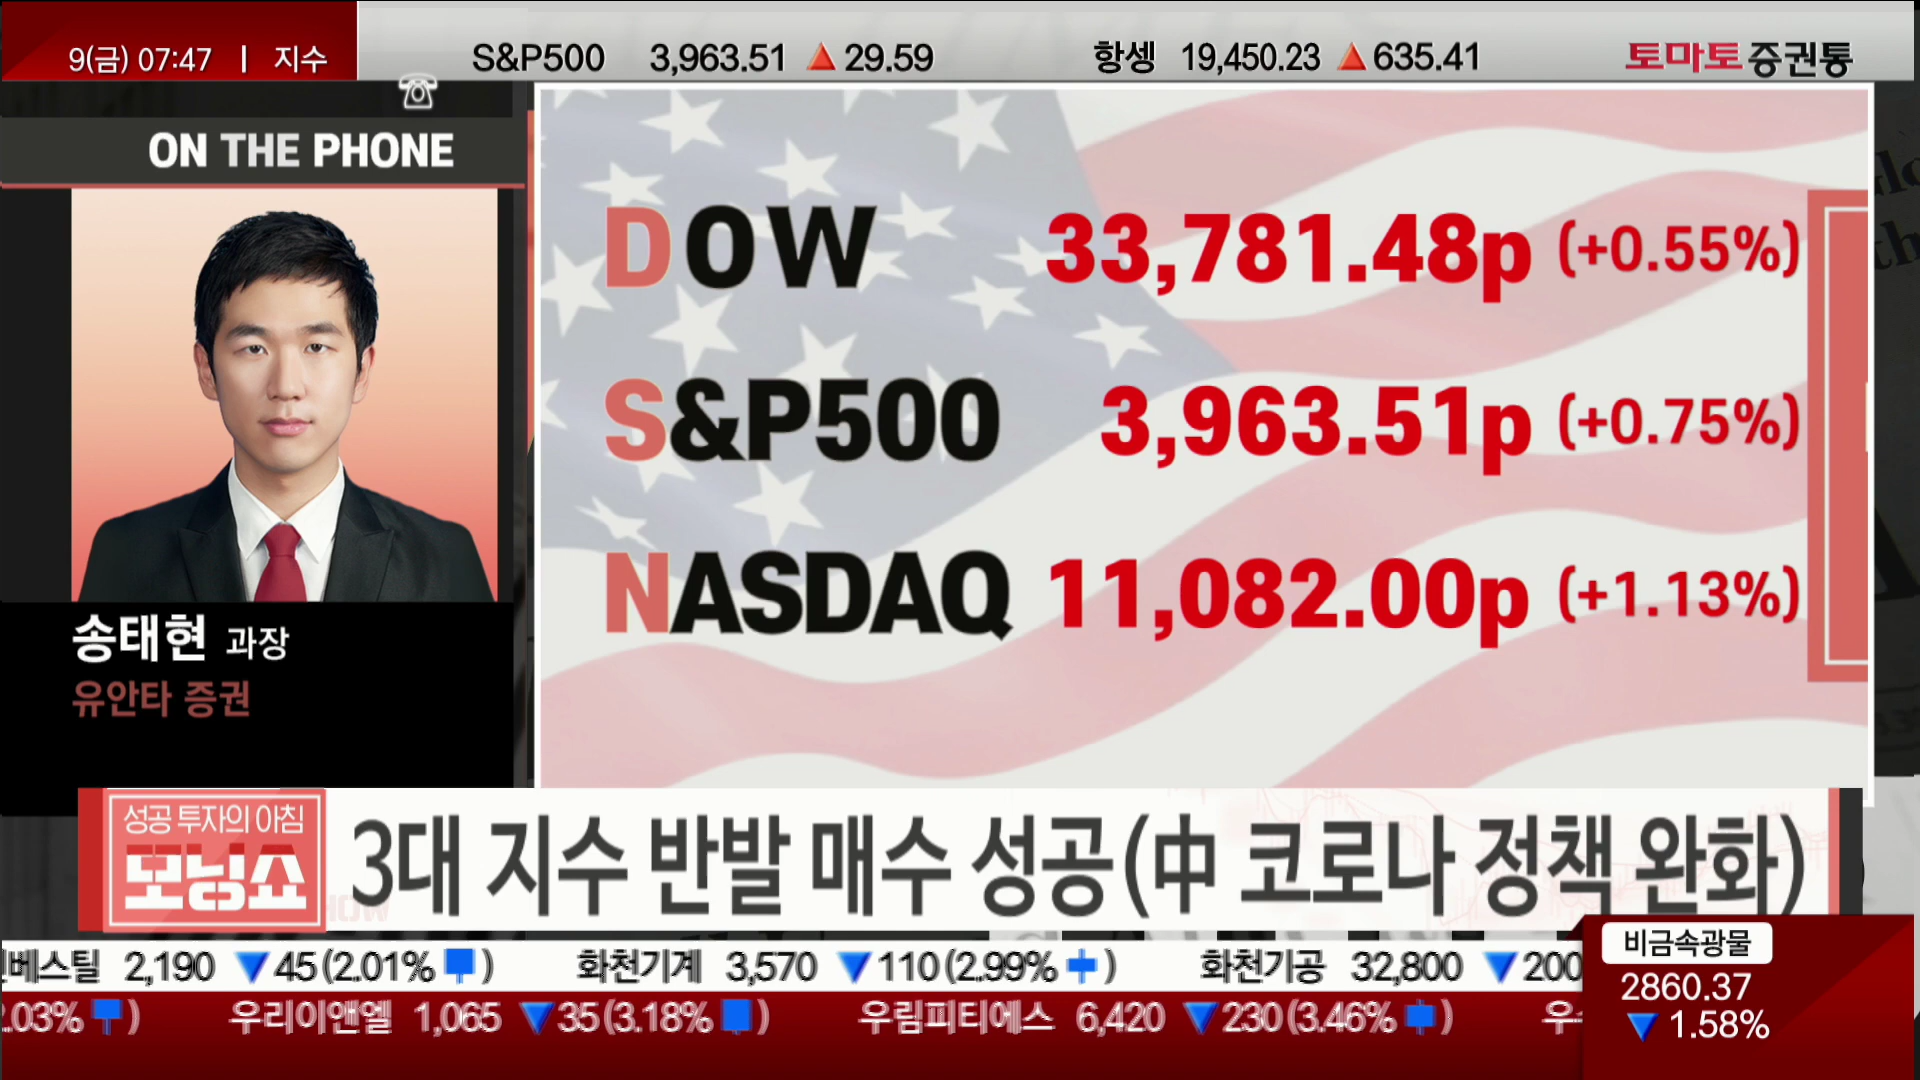 9(금) 07:47 | 지수
S&P500 3,963.51 ▲ 29.59
항셍 19,450.23 ▲ 635.41
토마토증권통
ON THE PHONE
송태현 과장
유안타 증권
DOW 33,781.48p (+0.55%)
S&P500 3,963.51p (+0.75%)
NASDAQ 11,082.00p (+1.13%)
성공 투자의 아침
모닝쇼
3대 지수 반발 매수 성공(中 코로나 정책 완화)
베스틸 2,190 ▼45(2.01%) 화천기계 3,570 ▼110(2.99%) 화천기공 32,800 ▼200
.03% ) 우리이앤엘 1,065 ▼35(3.18%) 우림피티에스 6,420 ▼230(3.46%)
비금속광물
2860.37
▼ 1.58%